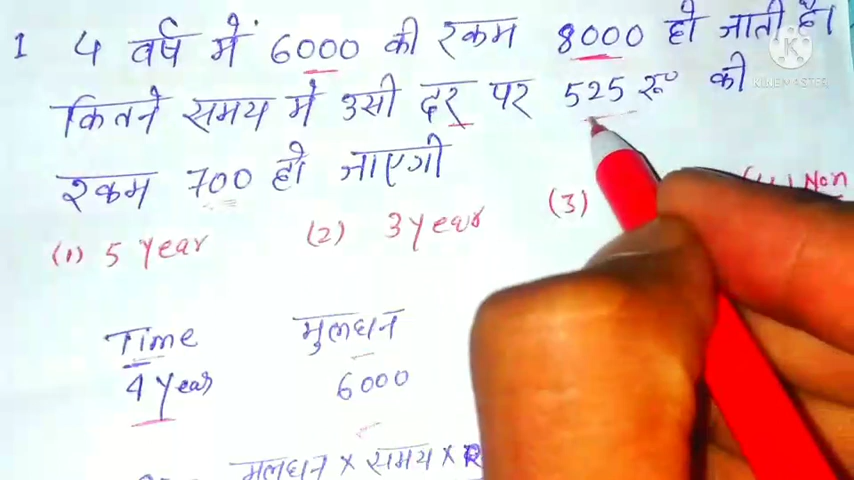 1 4 वर्ष में 6000 की रकम 8000 हो जाती है।
KINEMASTER
कितने समय मे उसी दर पर 525 रू० की
रकम 700 हो जाएगी
(1) 5 year (2) 3 year (3) Non
Time मुलधन
4 year 6000
मुलधन × समय × R